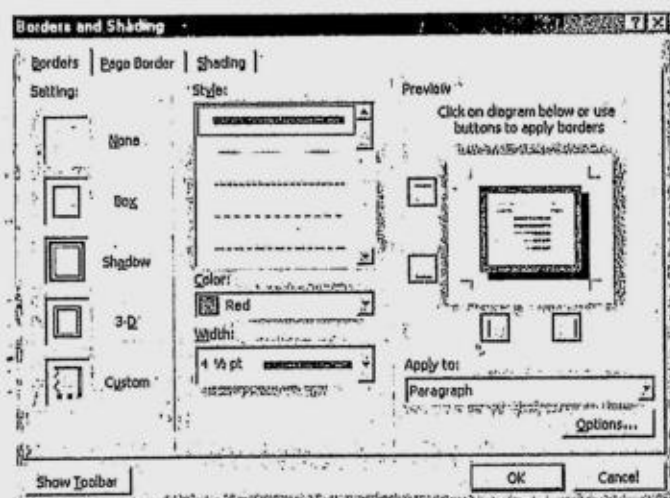 Borders and Shading
Borders
Page Border
Shading
Setting:
None
Box
Shadow
3-D
Custom
Style:
Color:
Red
Width:
4 ½ pt
Preview
Click on diagram below or use
buttons to apply borders
Apply to:
Paragraph
Options...
Show Toolbar
OK
Cancel